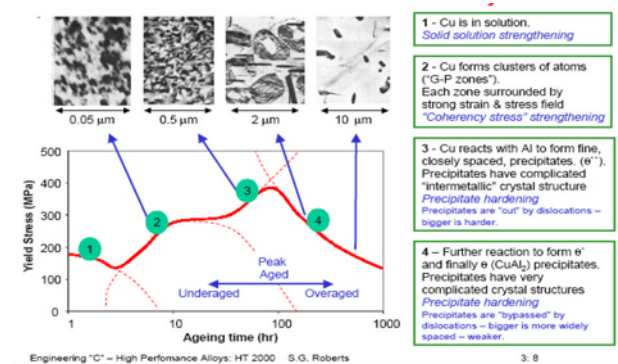 0.05 µm 0.5 µm 2 µm 10 µm
500
400
300
200
100
0
Yield Stress (MPa)
1
2
3
4
Peak
Aged
Underaged Overaged
1 10 100 1000
Ageing time (hr)
1 - Cu is in solution.
Solid solution strengthening
2 - Cu forms clusters of atoms
("G-P zones").
Each zone surrounded by
strong strain & stress field
"Coherency stress" strengthening
3 - Cu reacts with Al to form fine,
closely spaced, precipitates. (θ``).
Precipitates have complicated
"intermetallic" crystal structure
Precipitate hardening
Precipitates are "cut" by dislocations –
bigger is harder.
4 – Further reaction to form θ`
and finally θ (CuAl₂) precipitates.
Precipitates have very
complicated crystal structures
Precipitate hardening
Precipitates are "bypassed" by
dislocations – bigger is more widely
spaced – weaker.
Engineering "C" – High Perfomance Alloys: HT 2000 S.G. Roberts 3: 8